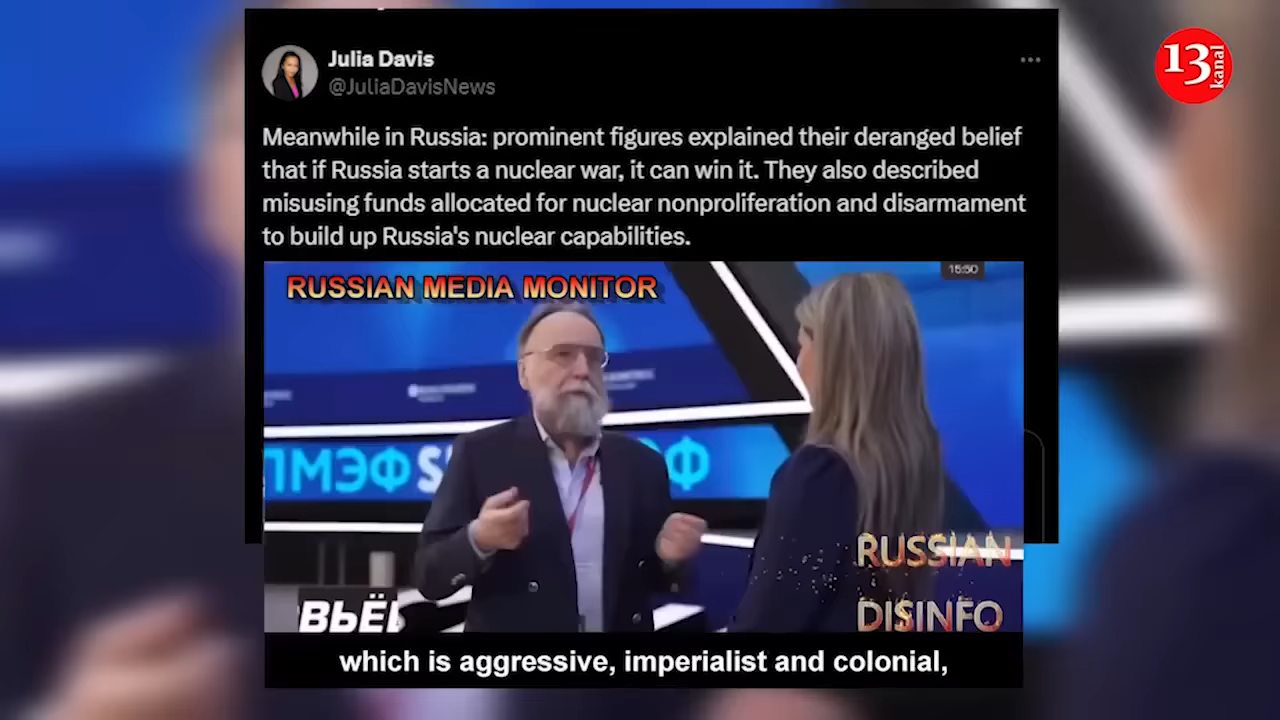 13
kanal
Julia Davis
@JuliaDavisNews
Meanwhile in Russia: prominent figures explained their deranged belief
that if Russia starts a nuclear war, it can win it. They also described
misusing funds allocated for nuclear nonproliferation and disarmament
to build up Russia's nuclear capabilities.
15:50
RUSSIAN MEDIA MONITOR
ПМЭФ
RUSSIAN
DISINFO
ВЬЁВ
which is aggressive, imperialist and colonial,